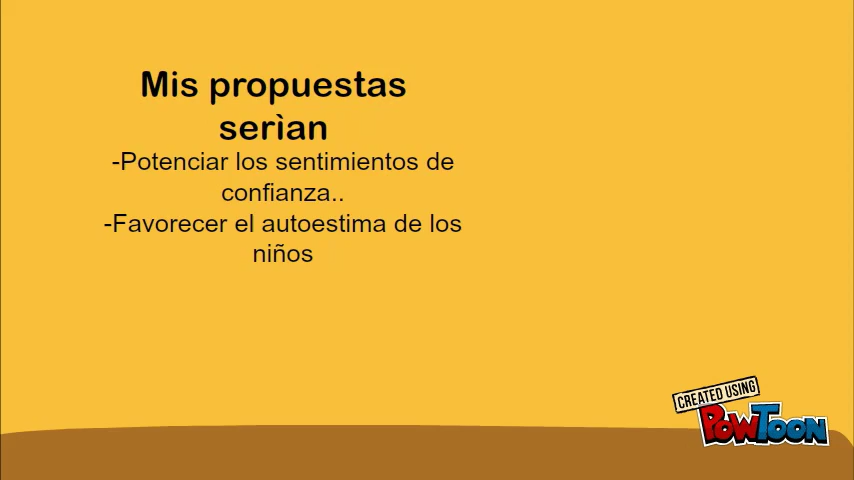 Mis propuestas
serìan
-Potenciar los sentimientos de
confianza..
-Favorecer el autoestima de los
niños
CREATED USING
POWTOON